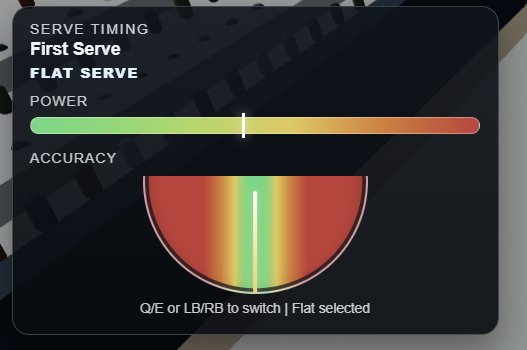 SERVE TIMING
First Serve
FLAT SERVE
POWER
ACCURACY
Q/E or LB/RB to switch | Flat selected